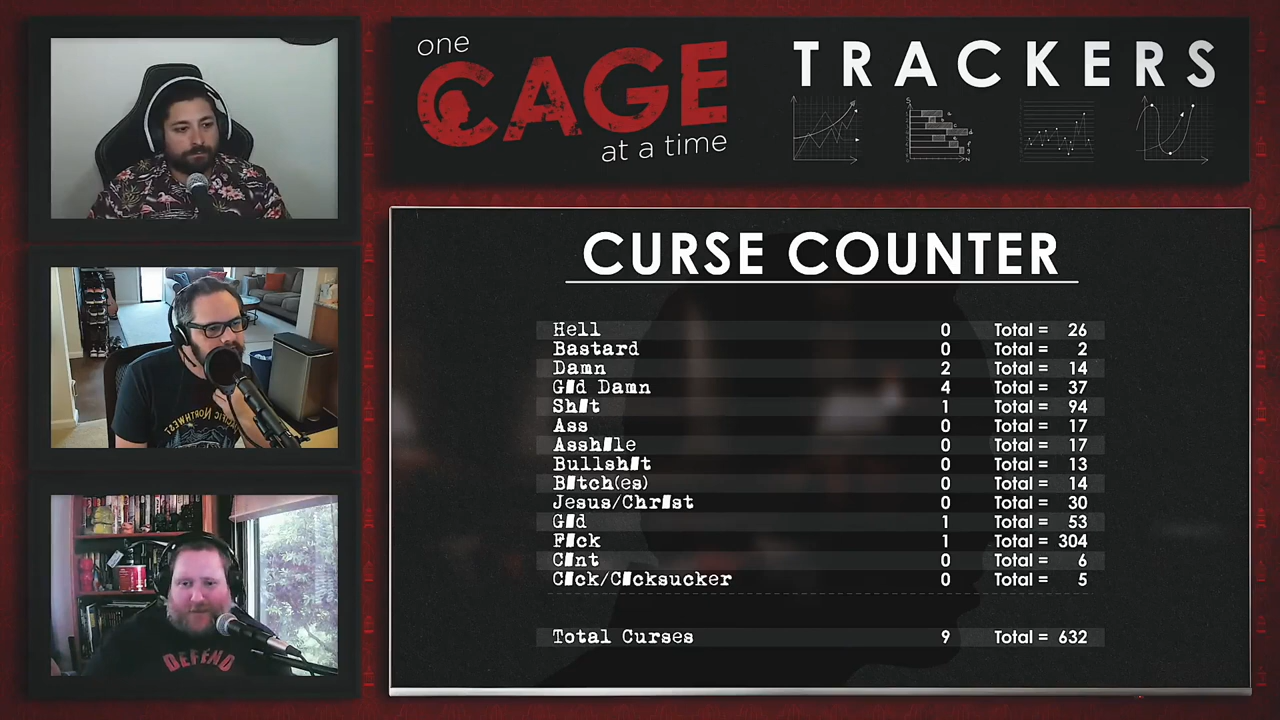 one
CAGE
at a time
TRACKERS
CURSE COUNTER
Hell 0 Total = 26
Bastard 0 Total = 2
Damn 2 Total = 14
G■d Damn 4 Total = 37
Sh■t 1 Total = 94
Ass 0 Total = 17
Assh■le 0 Total = 17
Bullsh■t 0 Total = 13
B■tch(es) 0 Total = 14
Jesus/Chr■st 0 Total = 30
G■d 1 Total = 53
F■ck 1 Total = 304
C■nt 0 Total = 6
C■ck/C■cksucker 0 Total = 5
Total Curses 9 Total = 632
PACIFIC NORTHWEST
DEFEND